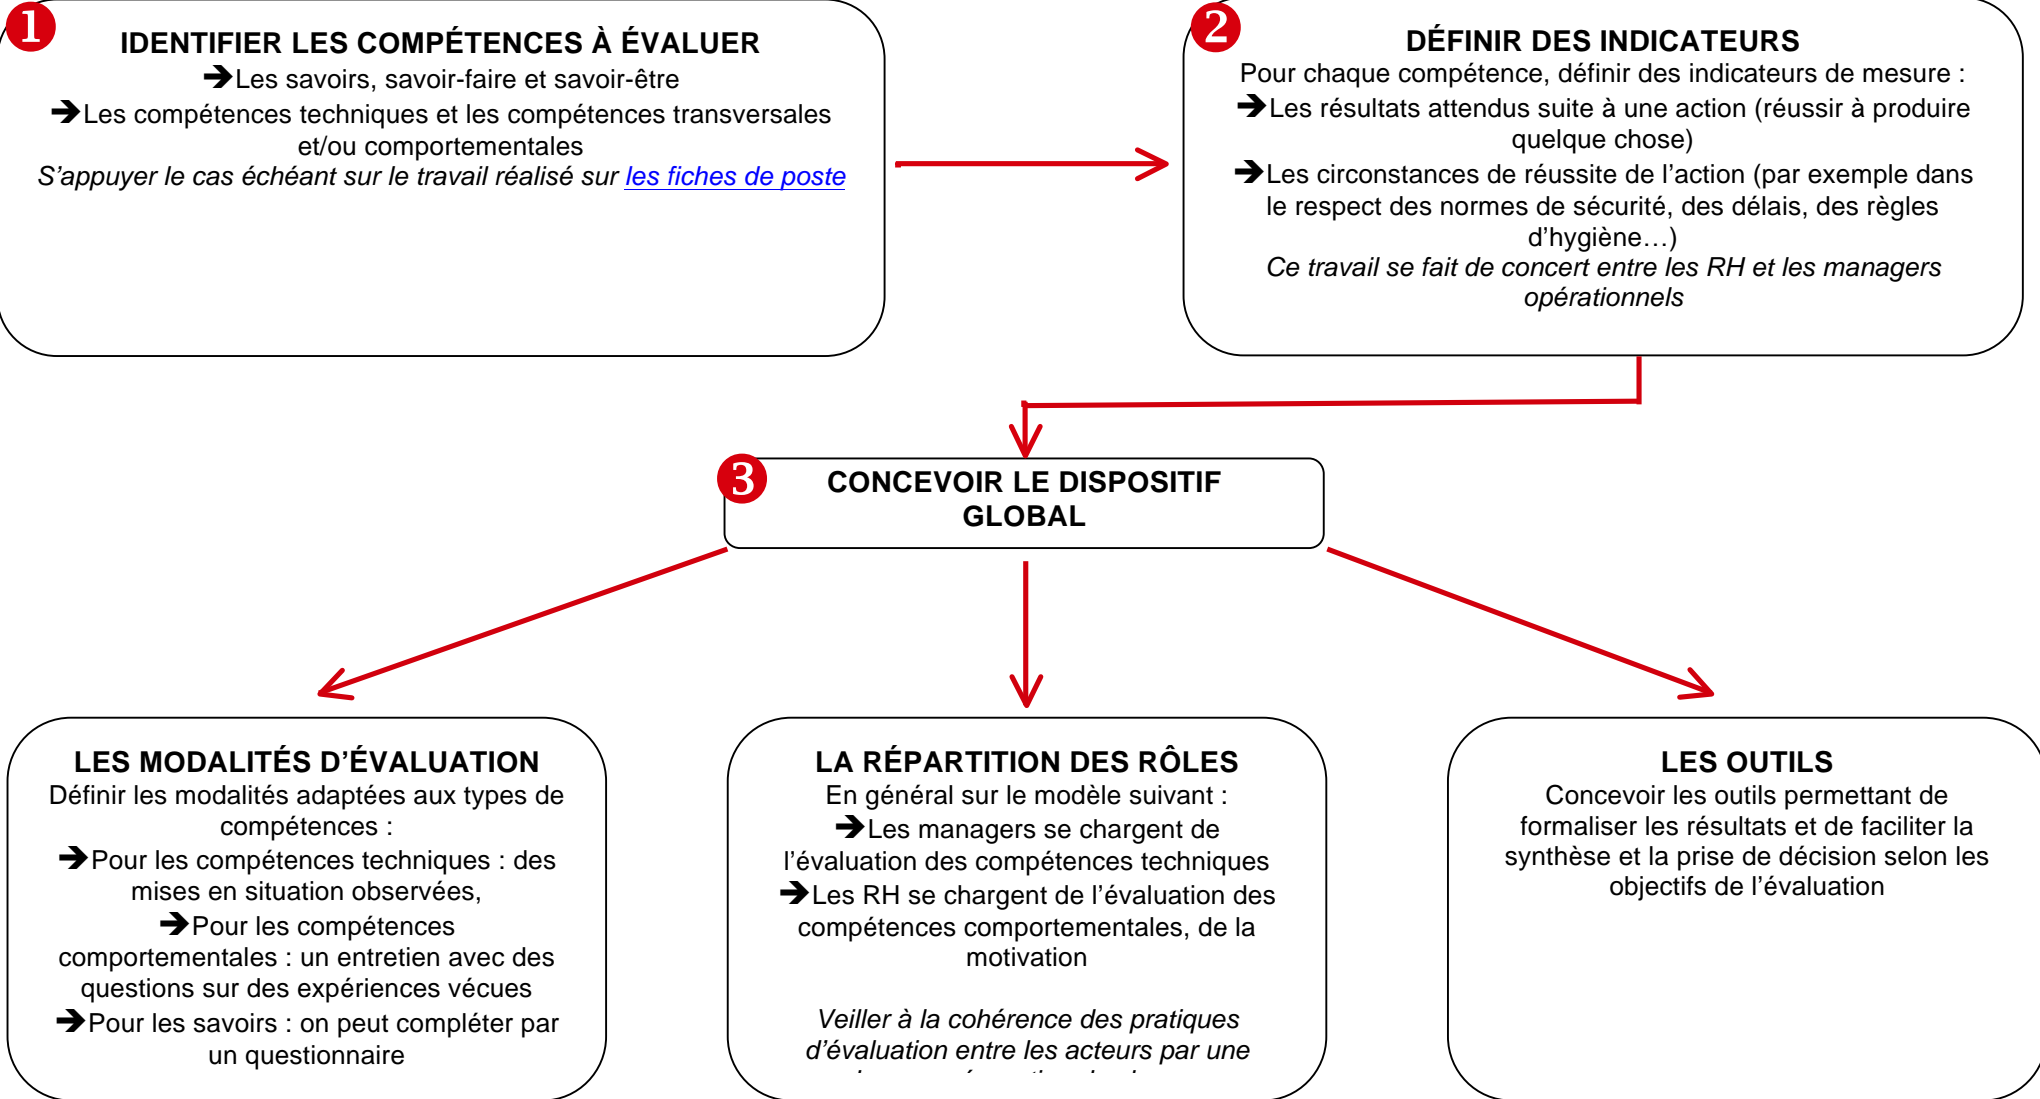 1
IDENTIFIER LES COMPÉTENCES À ÉVALUER
➔Les savoirs, savoir-faire et savoir-être
➔Les compétences techniques et les compétences transversales
et/ou comportementales
S’appuyer le cas échéant sur le travail réalisé sur les fiches de poste
2
DÉFINIR DES INDICATEURS
Pour chaque compétence, définir des indicateurs de mesure :
➔Les résultats attendus suite à une action (réussir à produire
quelque chose)
➔Les circonstances de réussite de l’action (par exemple dans
le respect des normes de sécurité, des délais, des règles
d’hygiène…)
Ce travail se fait de concert entre les RH et les managers
opérationnels
3
CONCEVOIR LE DISPOSITIF
GLOBAL
LES MODALITÉS D’ÉVALUATION
Définir les modalités adaptées aux types de
compétences :
➔Pour les compétences techniques : des
mises en situation observées,
➔Pour les compétences
comportementales : un entretien avec des
questions sur des expériences vécues
➔Pour les savoirs : on peut compléter par
un questionnaire
LA RÉPARTITION DES RÔLES
En général sur le modèle suivant :
➔Les managers se chargent de
l’évaluation des compétences techniques
➔Les RH se chargent de l’évaluation des
compétences comportementales, de la
motivation
Veiller à la cohérence des pratiques
d’évaluation entre les acteurs par une
LES OUTILS
Concevoir les outils permettant de
formaliser les résultats et de faciliter la
synthèse et la prise de décision selon les
objectifs de l’évaluation